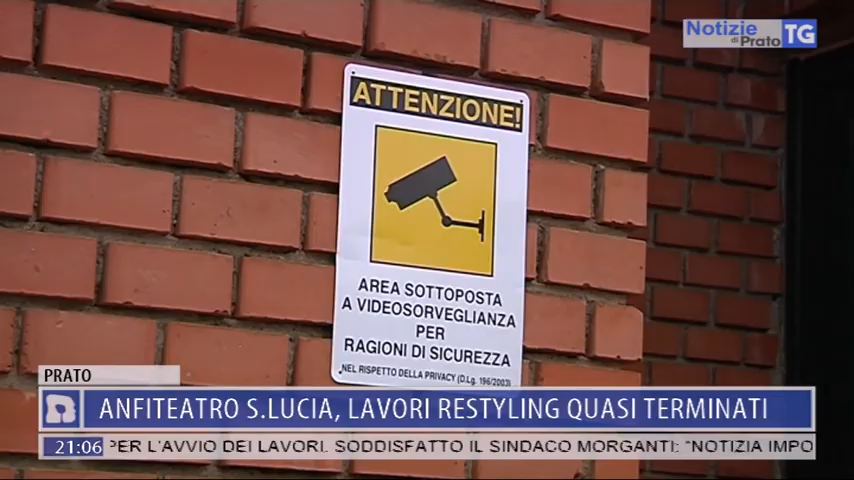 Notizie
di Prato TG
ATTENZIONE!
AREA SOTTOPOSTA
A VIDEOSORVEGLIANZA
PER
RAGIONI DI SICUREZZA
NEL RISPETTO DELLA PRIVACY (D.Lg. 196/2003)
PRATO
ANFITEATRO S.LUCIA, LAVORI RESTYLING QUASI TERMINATI
21:06 PER L'AVVIO DEI LAVORI. SODDISFATTO IL SINDACO MORGANTI: "NOTIZIA IMPO